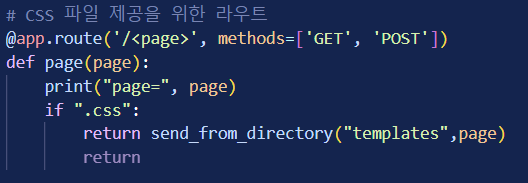 # CSS 파일 제공을 위한 라우트
@app.route('/<page>', methods=['GET', 'POST'])
def page(page):
    print("page=", page)
    if ".css":
        return send_from_directory("templates",page)
        return